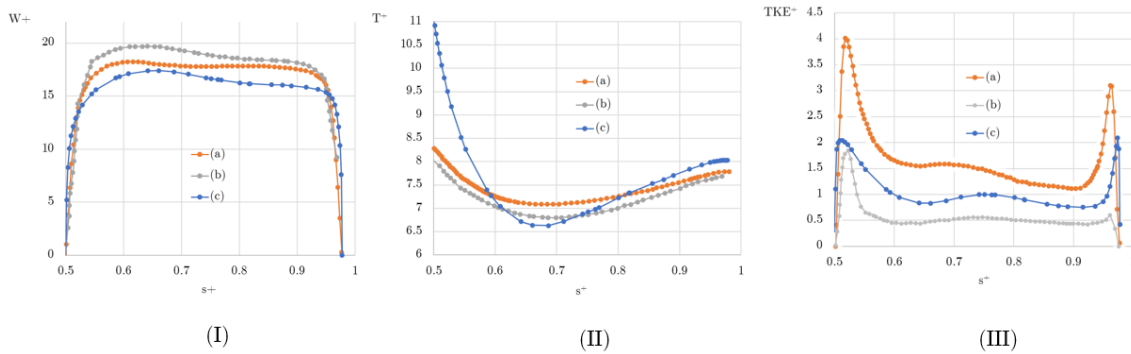 W+
20
15
10
5
0
0.5 0.6 0.7 0.8 0.9 1
s+
(a)
(b)
(c)
(I)
T+
11
10.5
10
9.5
9
8.5
8
7.5
7
6.5
6
0.5 0.6 0.7 0.8 0.9 1
s+
(a)
(b)
(c)
(II)
TKE+
4.5
4
3.5
3
2.5
2
1.5
1
0.5
0
0.5 0.6 0.7 0.8 0.9
s+
(a)
(b)
(c)
(III)